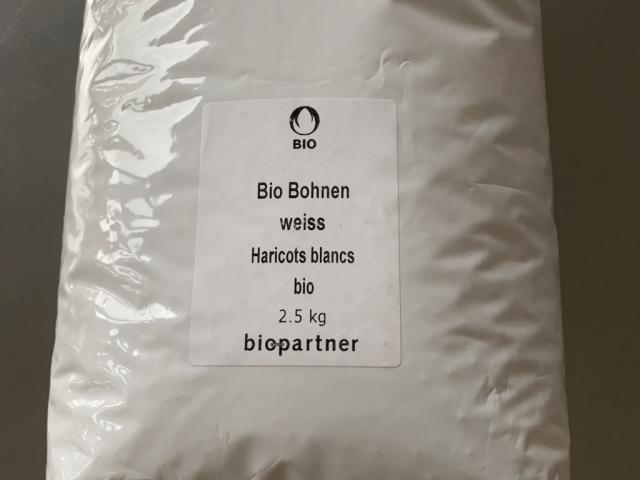 BIO
Bio Bohnen
weiss
Haricots blancs
bio
2.5 kg
biopartner